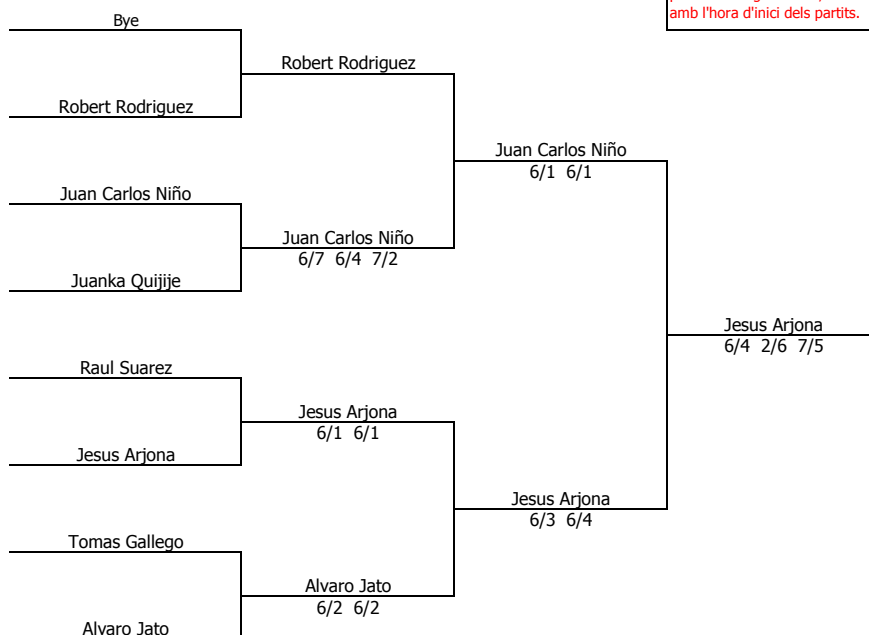 amb l'hora d'inici dels partits.
Bye
Robert Rodriguez
Robert Rodriguez
Juan Carlos Niño
6/1 6/1
Juan Carlos Niño
Juan Carlos Niño
6/7 6/4 7/2
Juanka Quijije
Jesus Arjona
6/4 2/6 7/5
Raul Suarez
Jesus Arjona
6/1 6/1
Jesus Arjona
Jesus Arjona
6/3 6/4
Tomas Gallego
Alvaro Jato
6/2 6/2
Alvaro Jato